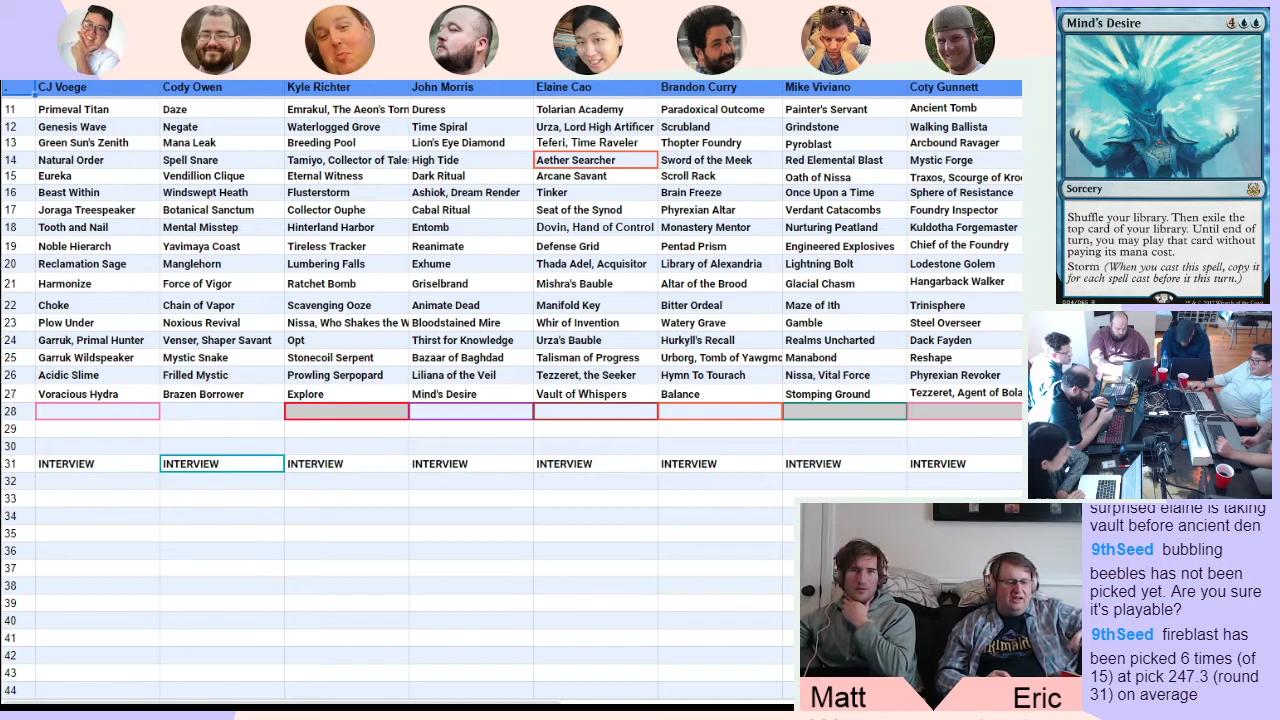 . CJ Voege Cody Owen Kyle Richter John Morris Elaine Cao Brandon Curry Mike Viviano Coty Gunnett
11 Primeval Titan Daze Emrakul, The Aeon's Torn Duress Tolarian Academy Paradoxical Outcome Painter's Servant Ancient Tomb
12 Genesis Wave Negate Waterlogged Grove Time Spiral Urza, Lord High Artificer Scrubland Grindstone Walking Ballista
13 Green Sun's Zenith Mana Leak Breeding Pool Lion's Eye Diamond Teferi, Time Raveler Thopter Foundry Pyroblast Arcbound Ravager
14 Natural Order Spell Snare Tamiyo, Collector of Tale High Tide Aether Searcher Sword of the Meek Red Elemental Blast Mystic Forge
15 Eureka Vendillion Clique Eternal Witness Dark Ritual Arcane Savant Scroll Rack Oath of Nissa Traxos, Scourge of Kroo
16 Beast Within Windswept Heath Flusterstorm Ashiok, Dream Render Tinker Brain Freeze Once Upon a Time Sphere of Resistance
17 Joraga Treespeaker Botanical Sanctum Collector Ouphe Cabal Ritual Seat of the Synod Phyrexian Altar Verdant Catacombs Foundry Inspector
18 Tooth and Nail Mental Misstep Hinterland Harbor Entomb Dovin, Hand of Control Monastery Mentor Nurturing Peatland Kuldotha Forgemaster
19 Noble Hierarch Yavimaya Coast Tireless Tracker Reanimate Defense Grid Pentad Prism Engineered Explosives Chief of the Foundry
20 Reclamation Sage Manglehorn Lumbering Falls Exhume Thada Adel, Acquisitor Library of Alexandria Lightning Bolt Lodestone Golem
21 Harmonize Force of Vigor Ratchet Bomb Griselbrand Mishra's Bauble Altar of the Brood Glacial Chasm Hangarback Walker
22 Choke Chain of Vapor Scavenging Ooze Animate Dead Manifold Key Bitter Ordeal Maze of Ith Trinisphere
23 Plow Under Noxious Revival Nissa, Who Shakes the W Bloodstained Mire Whir of Invention Watery Grave Gamble Steel Overseer
24 Garruk, Primal Hunter Venser, Shaper Savant Opt Thirst for Knowledge Urza's Bauble Hurkyll's Recall Realms Uncharted Dack Fayden
25 Garruk Wildspeaker Mystic Snake Stonecoil Serpent Bazaar of Baghdad Talisman of Progress Urborg, Tomb of Yawgmo Manabond Reshape
26 Acidic Slime Frilled Mystic Prowling Serpopard Liliana of the Veil Tezzeret, the Seeker Hymn To Tourach Nissa, Vital Force Phyrexian Revoker
27 Voracious Hydra Brazen Borrower Explore Mind's Desire Vault of Whispers Balance Stomping Ground Tezzeret, Agent of Bola
28
29
30
31 INTERVIEW INTERVIEW INTERVIEW INTERVIEW INTERVIEW INTERVIEW INTERVIEW INTERVIEW
32
33
34
35
36
37
38
39
40
41
42
43
44
Mind's Desire 4
Sorcery
Shuffle your library. Then exile the
top card of your library. Until end of
turn, you may play that card without
paying its mana cost.
Storm (When you cast this spell, copy it
for each spell cast before it this turn.)
surprised elaine is taking
vault before ancient den
9thSeed bubbling
beebles has not been
picked yet. Are you sure
it's playable?
9thSeed fireblast has
been picked 6 times (of
15) at pick 247.3 (round
31) on average
Matt Eric